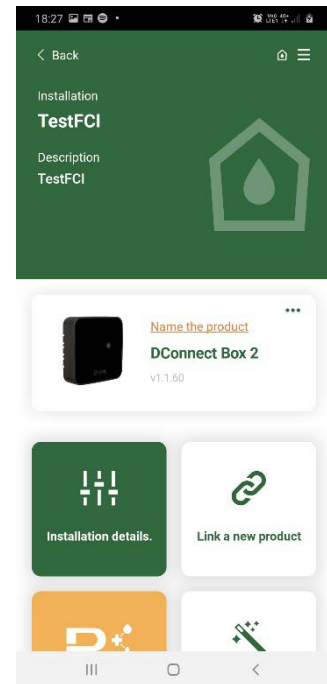 18:27
Back
Installation
TestFCI
Description
TestFCI
Name the product
DConnect Box 2
v1.1.60
Installation details.
Link a new product